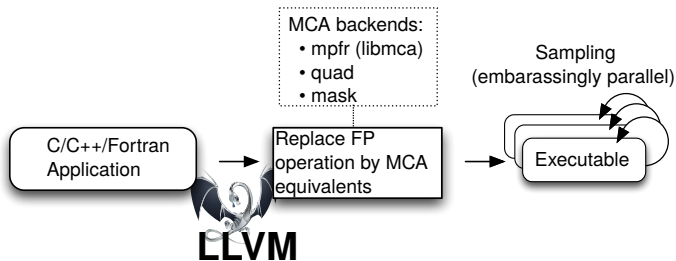 MCA backends:
• mpfr (libmca)
• quad
• mask
Sampling
(embarassingly parallel)
C/C++/Fortran
Application
Replace FP
operation by MCA
equivalents
Executable
LLVM